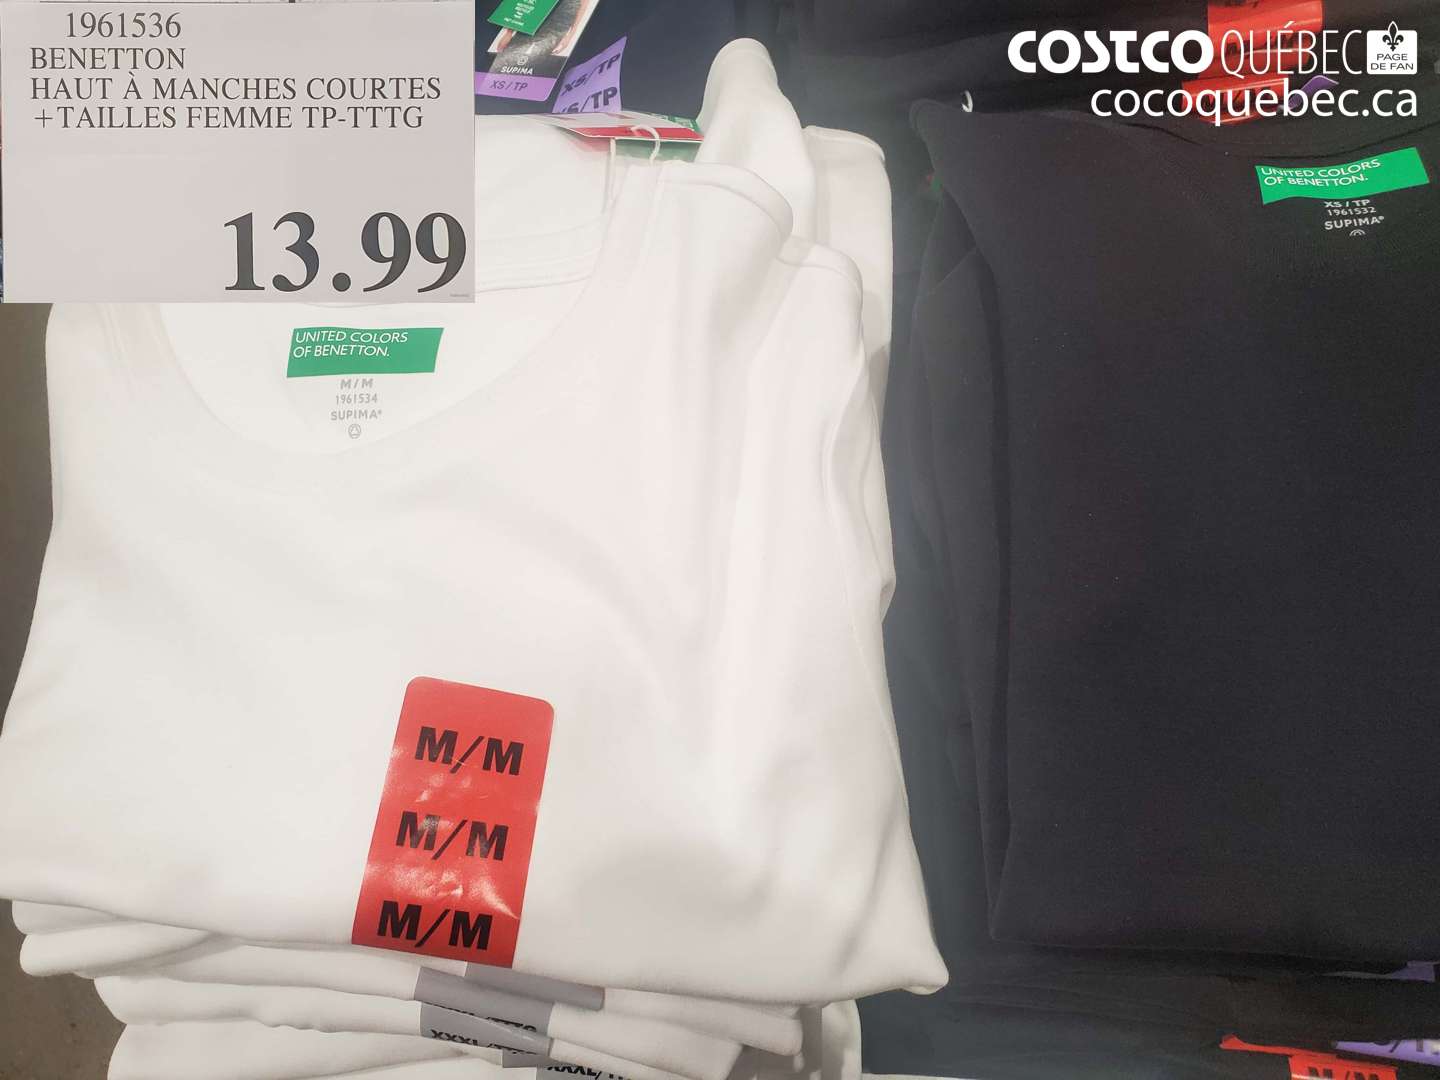 1961536
BENETTON
HAUT À MANCHES COURTES
+TAILLES FEMME TP-TTTG
13.99
SUPIMA
XS/TP
XS/TP
COSTCO QUÉBEC
PAGE
DE FAN
cocoquebec.ca
UNITED COLORS
OF BENETTON.
XS / TP
1961532
SUPIMA®
UNITED COLORS
OF BENETTON.
M/M
1961534
SUPIMA®
M/M
M/M
M/M